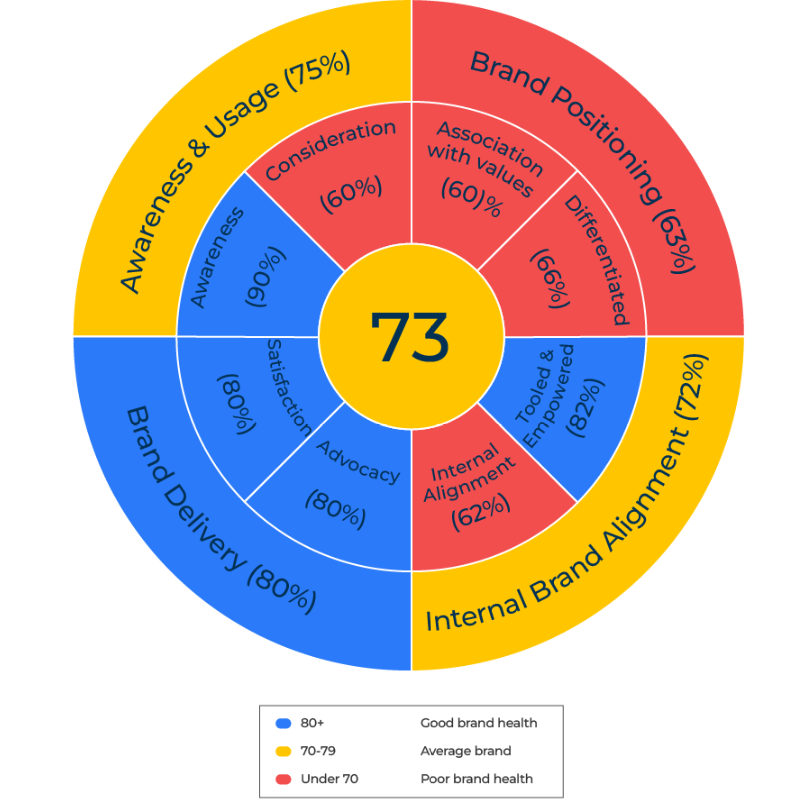 Awareness & Usage (75%)
Brand Positioning (63%)
Consideration
(60%)
Association
with values
(60)%
Awareness
(90%)
Differentiated
(66%)
73
Satisfaction
(80%)
Tooled &
Empowered
(82%)
Advocacy
(80%)
Internal
Alignment
(62%)
Brand Delivery (80%)
Internal Brand Alignment (72%)
80+ Good brand health
70-79 Average brand
Under 70 Poor brand health